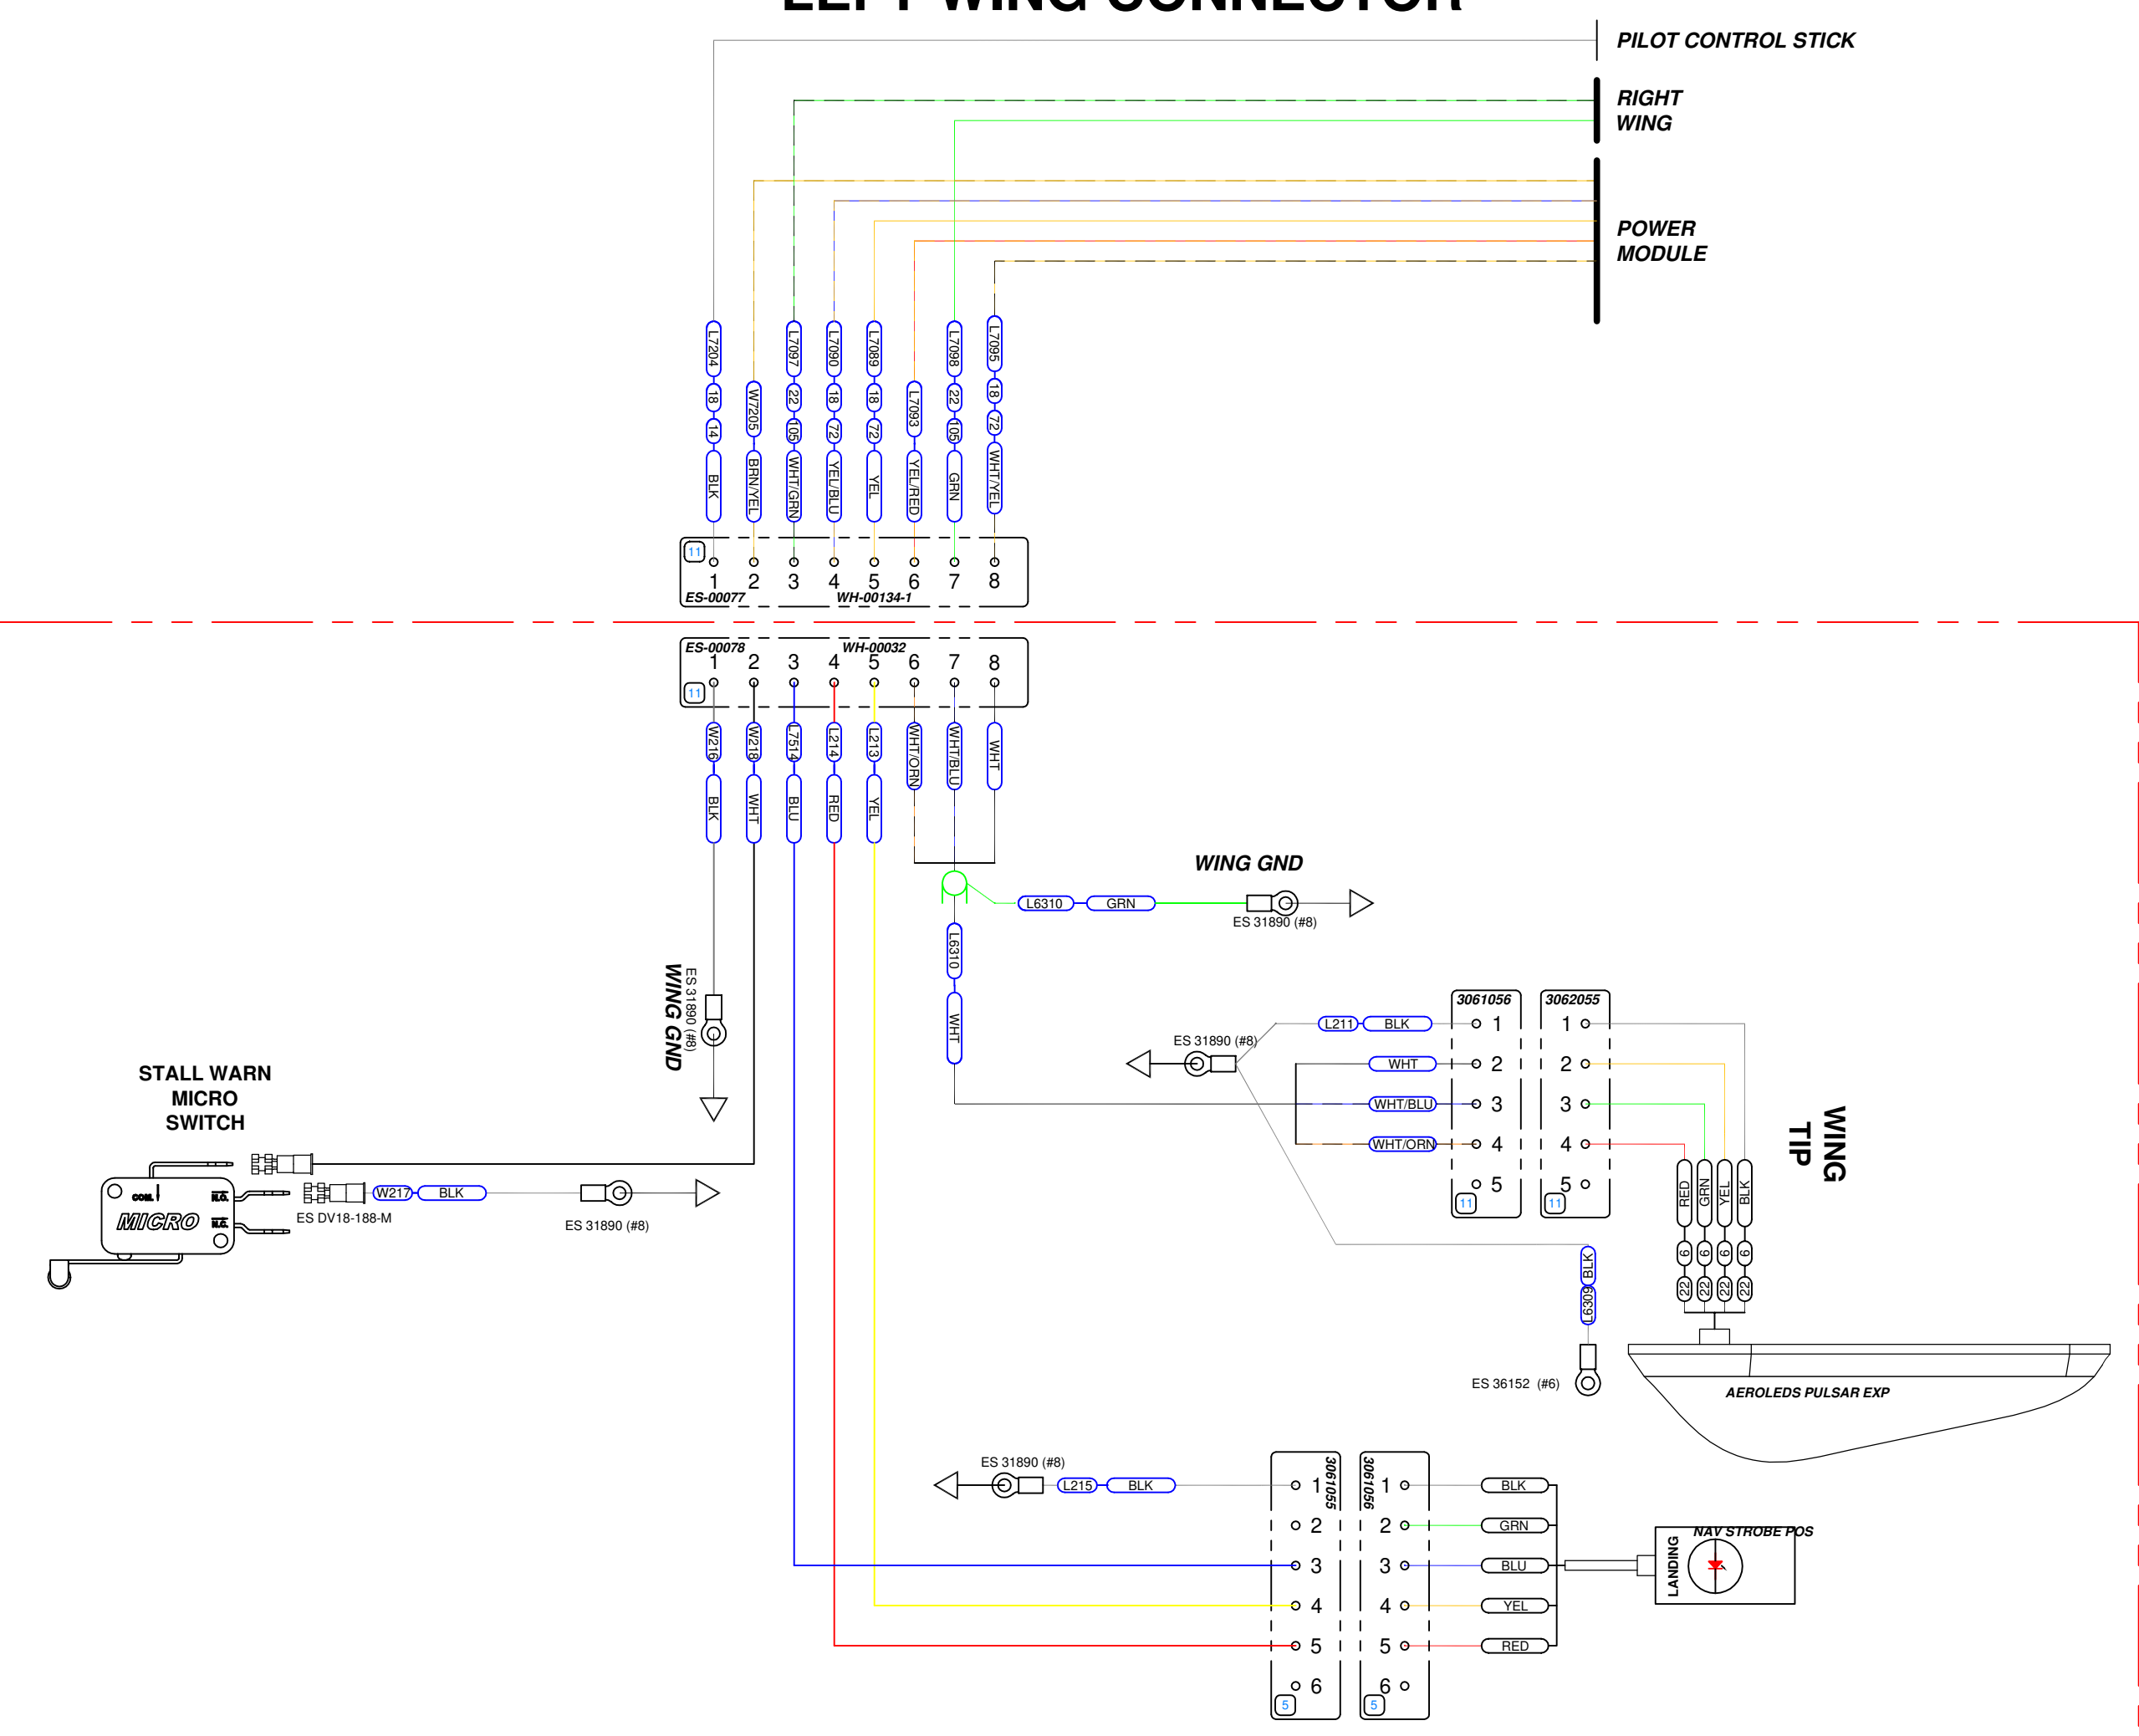 LEFT WING CONNECTOR
PILOT CONTROL STICK
RIGHT
WING
POWER
MODULE
L7204 18 14 BLK
W7205 BRN/YEL
L7097 22 105 WHT/GRN
L7090 18 72 YEL/BLU
L7089 18 72 YEL
L7093 YEL/RED
L7098 22 105 GRN
L7095 18 72 WHT/YEL
11
1 2 3 4 5 6 7 8
ES-00077 WH-00134-1
ES-00078 WH-00032
1 2 3 4 5 6 7 8
11
W216 BLK
W218 WHT
L7514 BLU
L214 RED
L213 YEL
WHT/ORN
WHT/BLU
WHT
WING GND
L6310 GRN
ES 31890 (#8)
L6310 WHT
WING GND
ES 31890 (#8)
3061056
3062055
ES 31890 (#8)
L211 BLK 1
WHT 2
WHT/BLU 3
WHT/ORN 4
5
11
1
2
3
4
5
11
WING
TIP
RED 6 22
GRN 6 22
YEL 6 22
BLK 6 22
BLK L6309
ES 36152 (#6)
AEROLEDS PULSAR EXP
STALL WARN
MICRO
SWITCH
COM.
N.O.
MICRO
N.C.
W217 BLK
ES DV18-188-M
ES 31890 (#8)
ES 31890 (#8)
L215 BLK
3061055
1
2
3
4
5
6
5
3061056
1 BLK
2 GRN
3 BLU
4 YEL
5 RED
6
5
NAV STROBE POS
LANDING